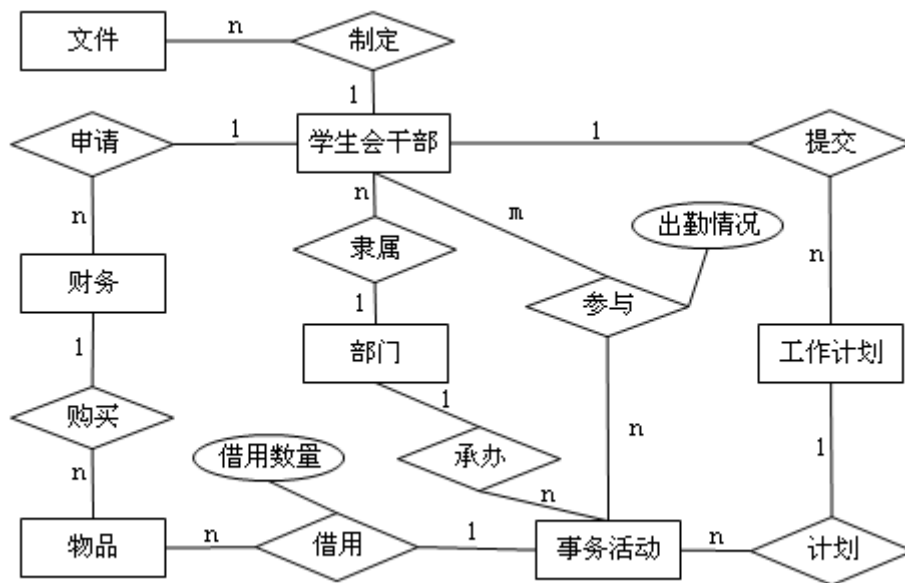 文件
n
制定
1
申请
1
学生会干部
1
提交
n
n
m
出勤情况
n
隶属
财务
1
参与
1
部门
工作计划
购买
1
n
1
借用数量
承办
n
n
物品
n
借用
1
事务活动
n
计划